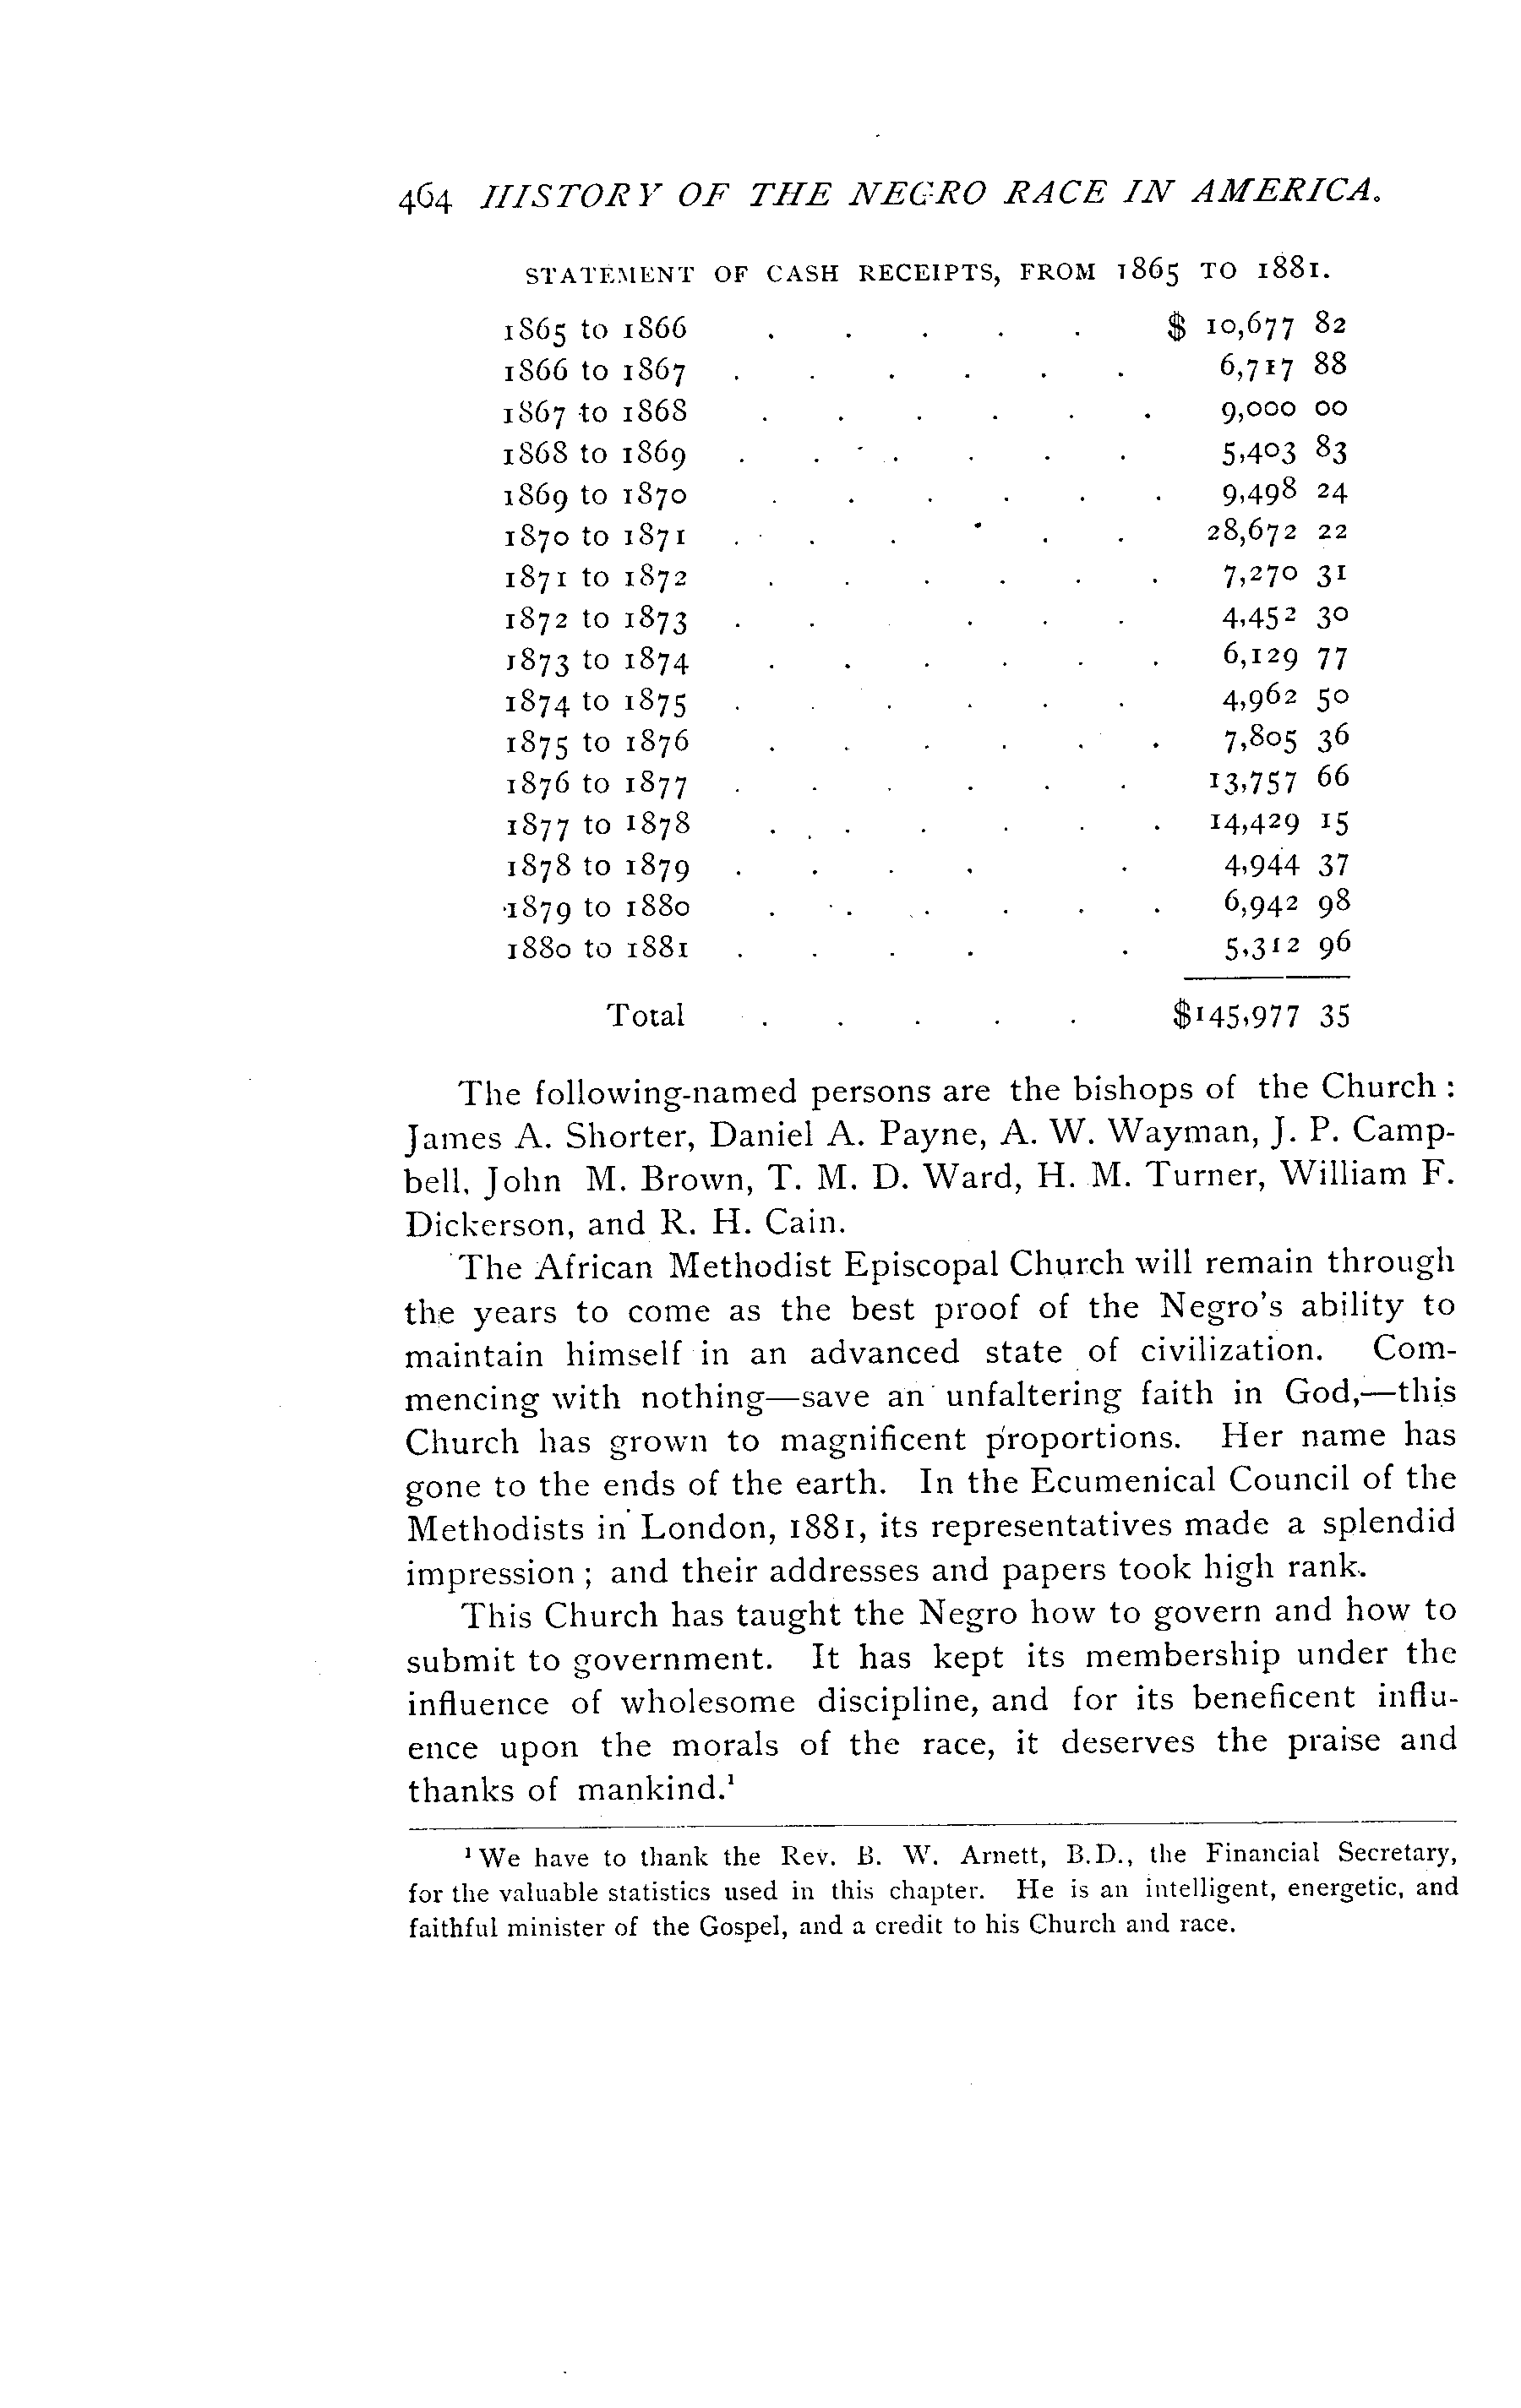 464 HISTORY OF THE NEGRO RACE IN AMERICA.
STATEMENT OF CASH RECEIPTS, FROM 1865 TO 1881.
1865 to 1866 . . . . . $ 10,677 82
1866 to 1867 . . . . . . 6,717 88
1867 to 1868 . . . . . . 9,000 00
1868 to 1869 . . . . . . 5,403 83
1869 to 1870 . . . . . . 9,498 24
1870 to 1871 . . . . . . 28,672 22
1871 to 1872 . . . . . . 7,270 31
1872 to 1873 . . . . . 4,452 30
1873 to 1874 . . . . . . 6,129 77
1874 to 1875 . . . . . 4,962 50
1875 to 1876 . . . . . . 7,805 36
1876 to 1877 . . . . . . 13,757 66
1877 to 1878 . . . . . . 14,429 15
1878 to 1879 . . . . . 4,944 37
1879 to 1880 . . . . . . 6,942 98
1880 to 1881 . . . . . 5,312 96
Total . . . . . $145,977 35
The following-named persons are the bishops of the Church :
James A. Shorter, Daniel A. Payne, A. W. Wayman, J. P. Camp-
bell, John M. Brown, T. M. D. Ward, H. M. Turner, William F.
Dickerson, and R. H. Cain.
The African Methodist Episcopal Church will remain through
the years to come as the best proof of the Negro's ability to
maintain himself in an advanced state of civilization. Com-
mencing with nothing—save an unfaltering faith in God,—this
Church has grown to magnificent proportions. Her name has
gone to the ends of the earth. In the Ecumenical Council of the
Methodists in London, 1881, its representatives made a splendid
impression ; and their addresses and papers took high rank.
This Church has taught the Negro how to govern and how to
submit to government. It has kept its membership under the
influence of wholesome discipline, and for its beneficent influ-
ence upon the morals of the race, it deserves the praise and
thanks of mankind.¹
¹ We have to thank the Rev. B. W. Arnett, B.D., the Financial Secretary,
for the valuable statistics used in this chapter. He is an intelligent, energetic, and
faithful minister of the Gospel, and a credit to his Church and race.